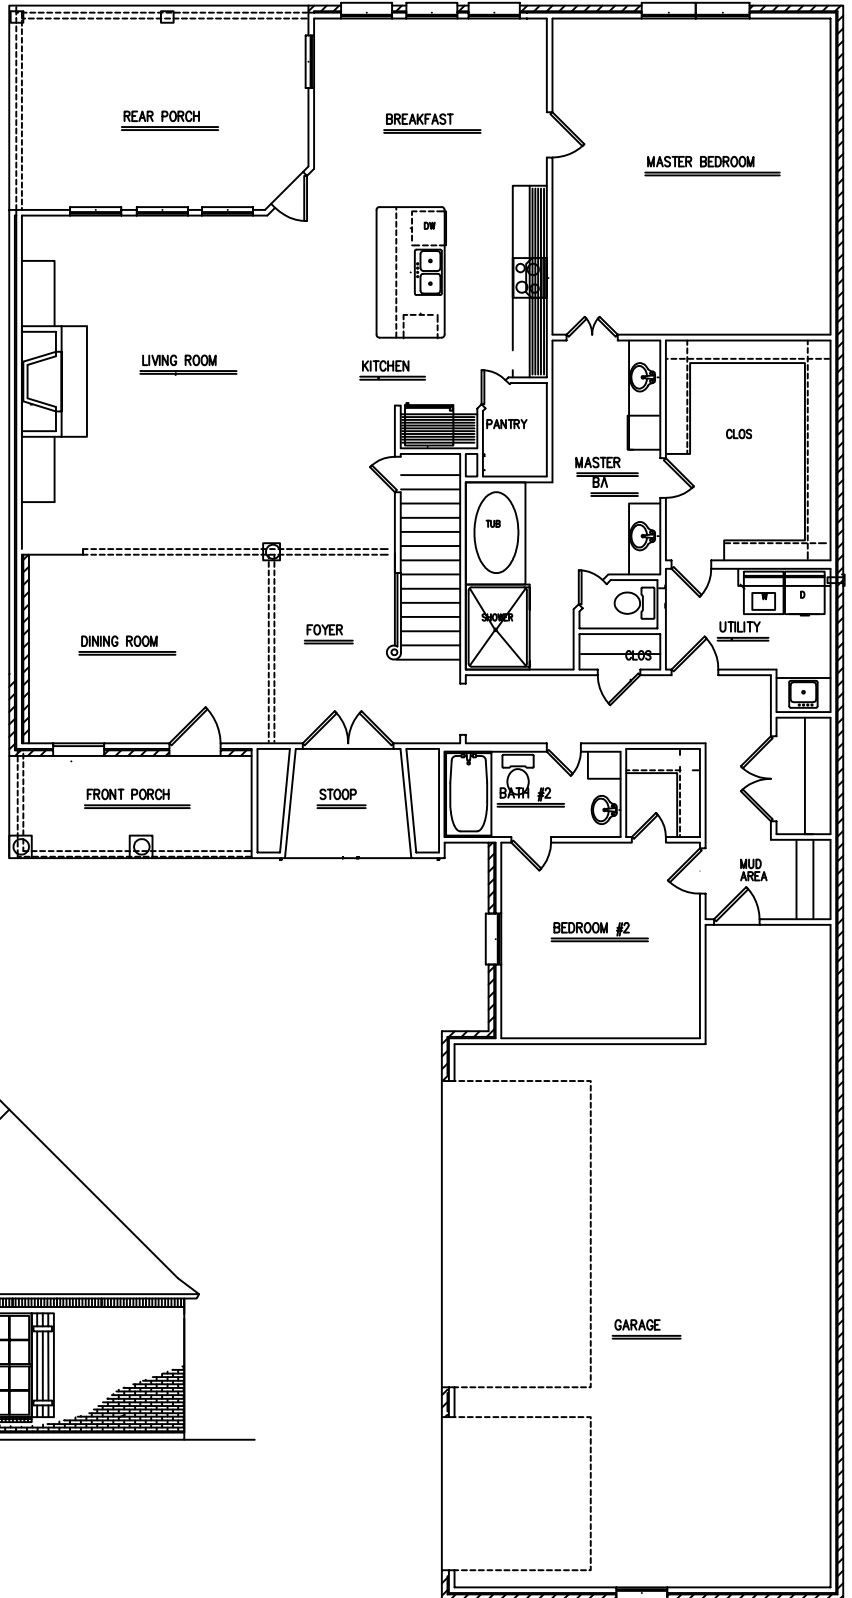 REAR PORCH
BREAKFAST
MASTER BEDROOM
DW
LIVING ROOM
KITCHEN
PANTRY
CLOS
MASTER
BA
TUB
SHOWER
W
D
UTILITY
DINING ROOM
FOYER
CLOS
FRONT PORCH
STOOP
BATH #2
MUD
AREA
BEDROOM #2
GARAGE